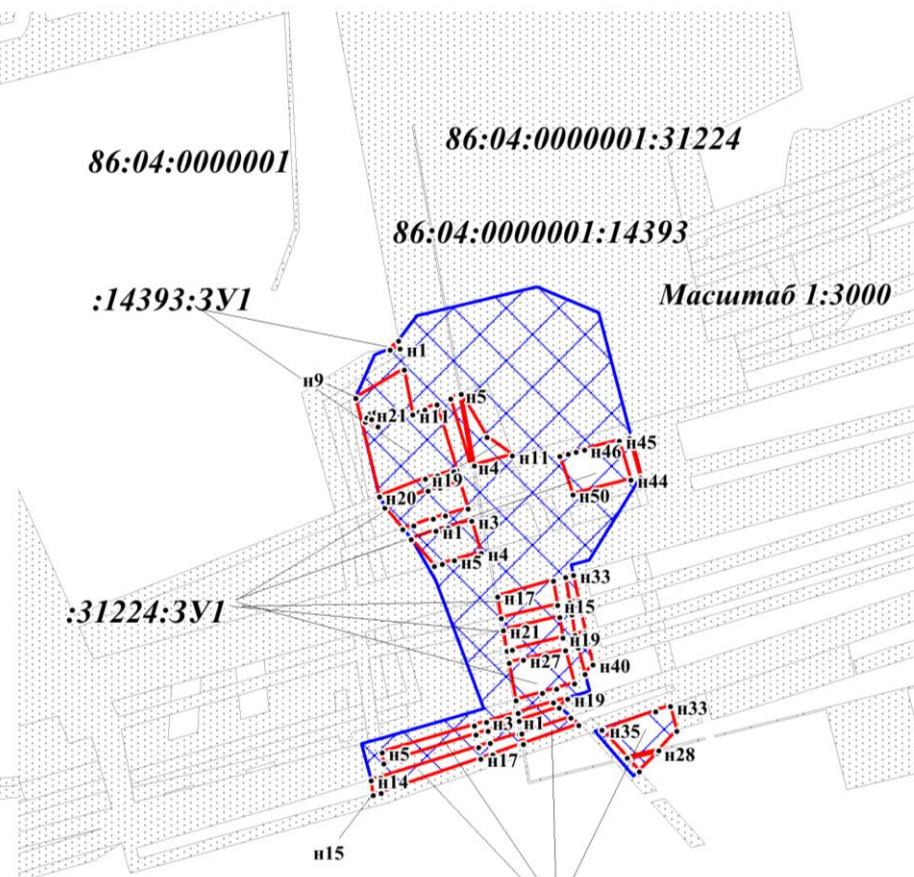 86:04:0000001:31224
86:04:0000001
86:04:0000001:14393
:14393:ЗУ1
Масштаб 1:3000
н1
н9
н5
н21
н11
н45
н46
н11
н4
н19
н44
н20
н50
н3
н1
н4
н5
н33
н17
н15
:31224:ЗУ1
н21
н19
н27
н40
н19
н33
н3
н1
н35
н5
н28
н17
н14
н15